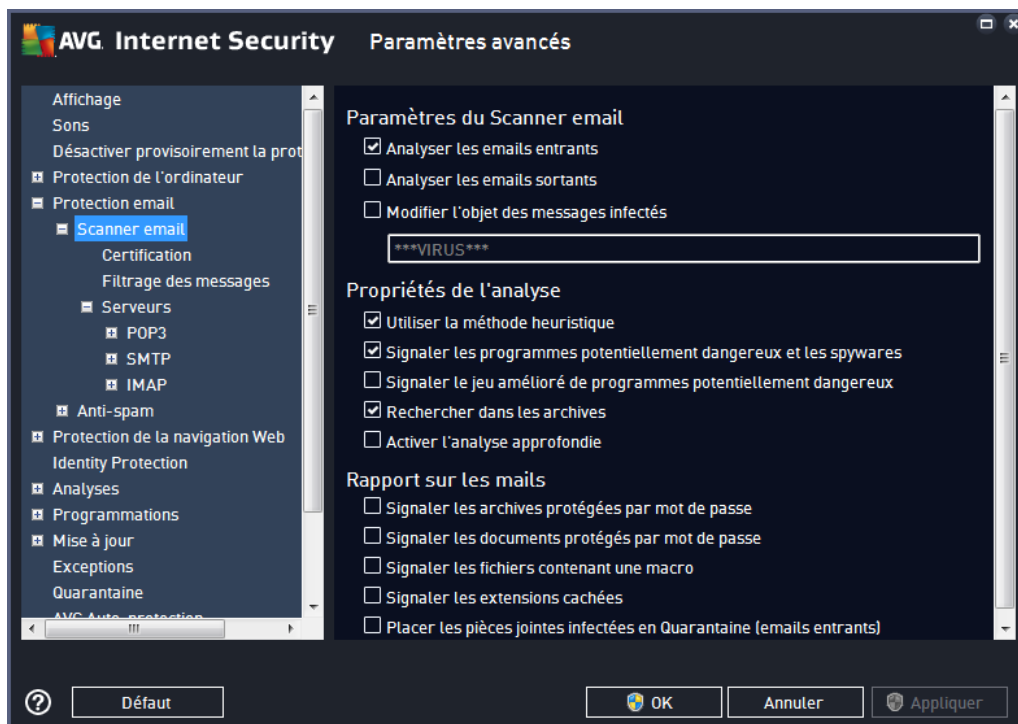 AVG. Internet Security Paramètres avancés
Affichage
Sons
Désactiver provisoirement la prot
Protection de l'ordinateur
Protection email
Scanner email
Certification
Filtrage des messages
Serveurs
POP3
SMTP
IMAP
Anti-spam
Protection de la navigation Web
Identity Protection
Analyses
Programmations
Mise à jour
Exceptions
Quarantaine
AVG Auto-protection
Paramètres du Scanner email
Analyser les emails entrants
Analyser les emails sortants
Modifier l'objet des messages infectés
***VIRUS***
Propriétés de l'analyse
Utiliser la méthode heuristique
Signaler les programmes potentiellement dangereux et les spywares
Signaler le jeu amélioré de programmes potentiellement dangereux
Rechercher dans les archives
Activer l'analyse approfondie
Rapport sur les mails
Signaler les archives protégées par mot de passe
Signaler les documents protégés par mot de passe
Signaler les fichiers contenant une macro
Signaler les extensions cachées
Placer les pièces jointes infectées en Quarantaine (emails entrants)
? Défaut OK Annuler Appliquer